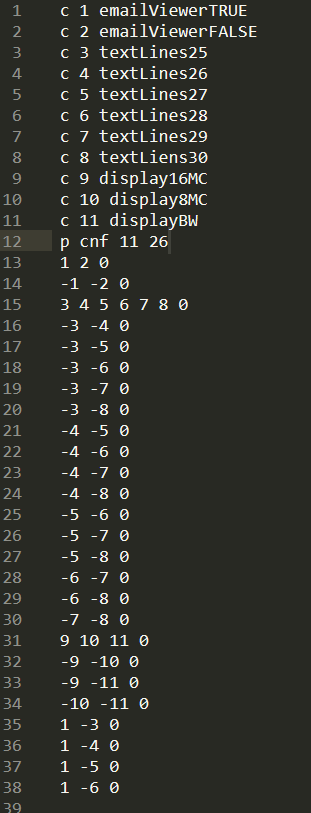 1 c 1 emailViewerTRUE
2 c 2 emailViewerFALSE
3 c 3 textLines25
4 c 4 textLines26
5 c 5 textLines27
6 c 6 textLines28
7 c 7 textLines29
8 c 8 textLiens30
9 c 9 display16MC
10 c 10 display8MC
11 c 11 displayBW
12 p cnf 11 26
13 1 2 0
14 -1 -2 0
15 3 4 5 6 7 8 0
16 -3 -4 0
17 -3 -5 0
18 -3 -6 0
19 -3 -7 0
20 -3 -8 0
21 -4 -5 0
22 -4 -6 0
23 -4 -7 0
24 -4 -8 0
25 -5 -6 0
26 -5 -7 0
27 -5 -8 0
28 -6 -7 0
29 -6 -8 0
30 -7 -8 0
31 9 10 11 0
32 -9 -10 0
33 -9 -11 0
34 -10 -11 0
35 1 -3 0
36 1 -4 0
37 1 -5 0
38 1 -6 0
39